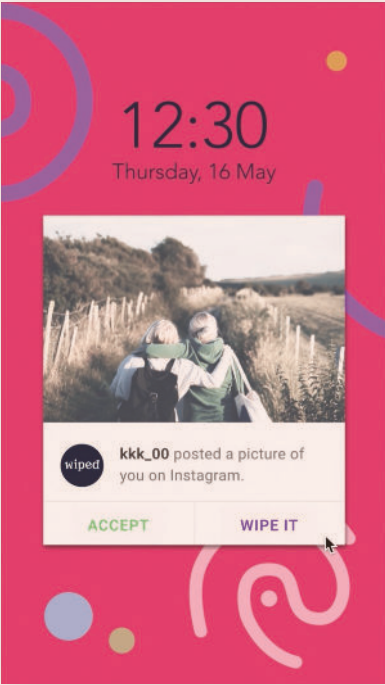 12:30
Thursday, 16 May
wiped
kkk_00 posted a picture of
you on Instagram.
ACCEPT
WIPE IT